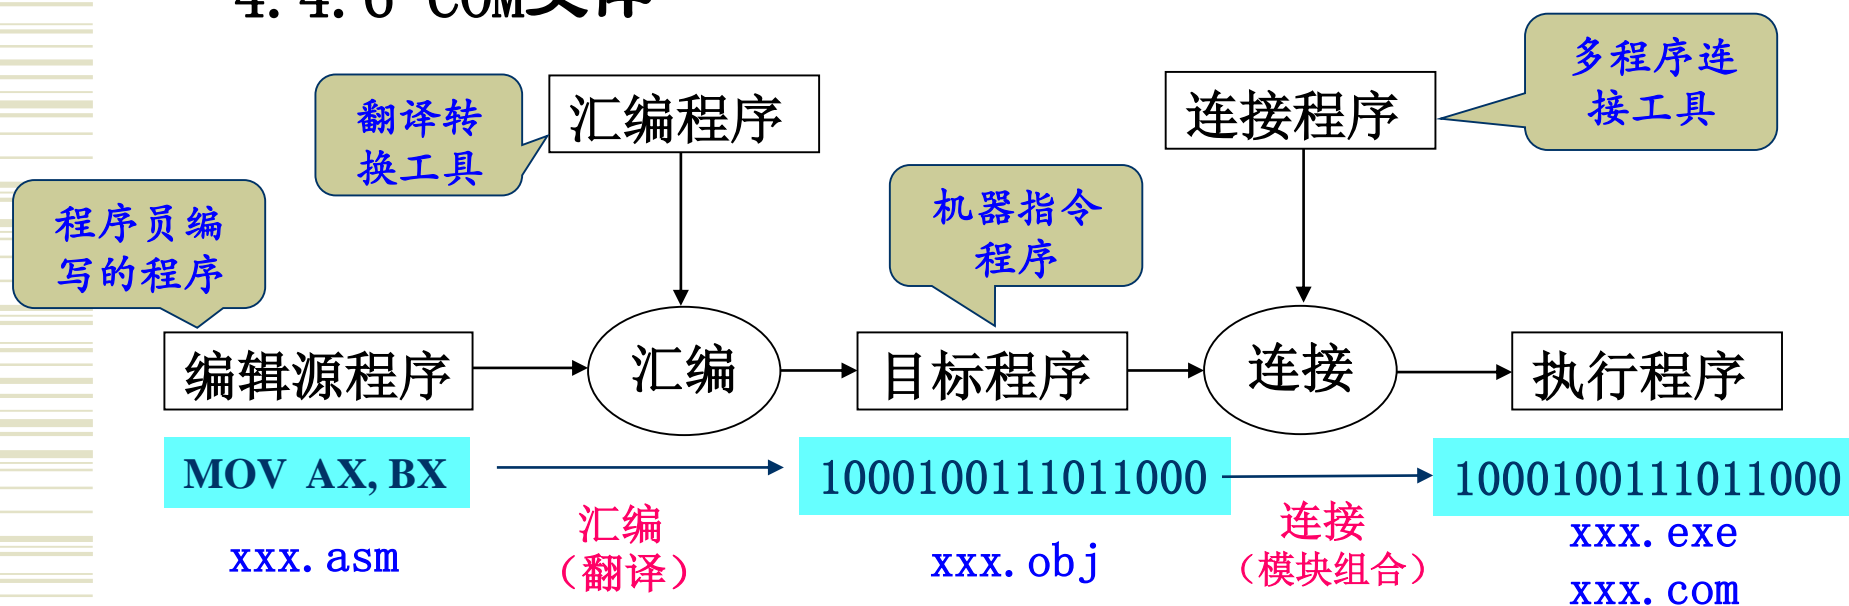 4.4.6 COM文件
多程序连
接工具
翻译转
换工具
汇编程序
连接程序
程序员编
写的程序
机器指令
程序
编辑源程序
汇编
目标程序
连接
执行程序
MOV AX, BX
1000100111011000
1000100111011000
汇编
（翻译）
连接
（模块组合）
xxx.asm
xxx.obj
xxx.exe
xxx.com